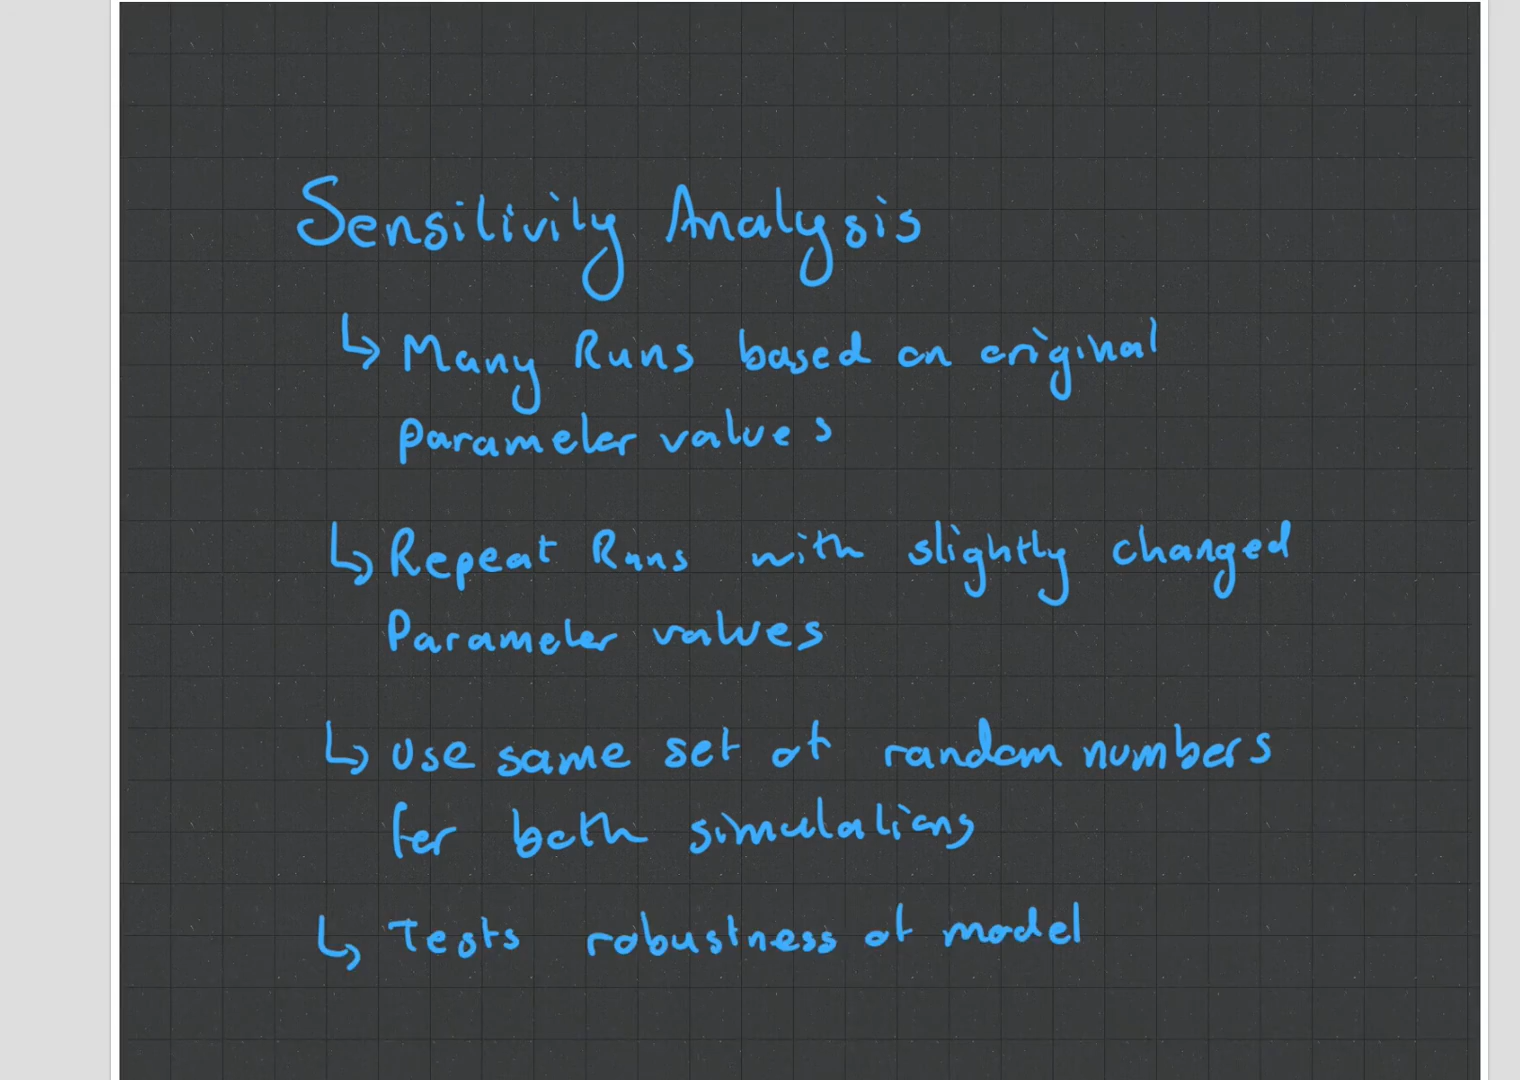 Sensitivity Analysis
↳ Many Runs based on original
parameter values
↳ Repeat Runs with slightly changed
Parameter values
↳ Use same set of random numbers
for both simulations
↳ Tests robustness of model